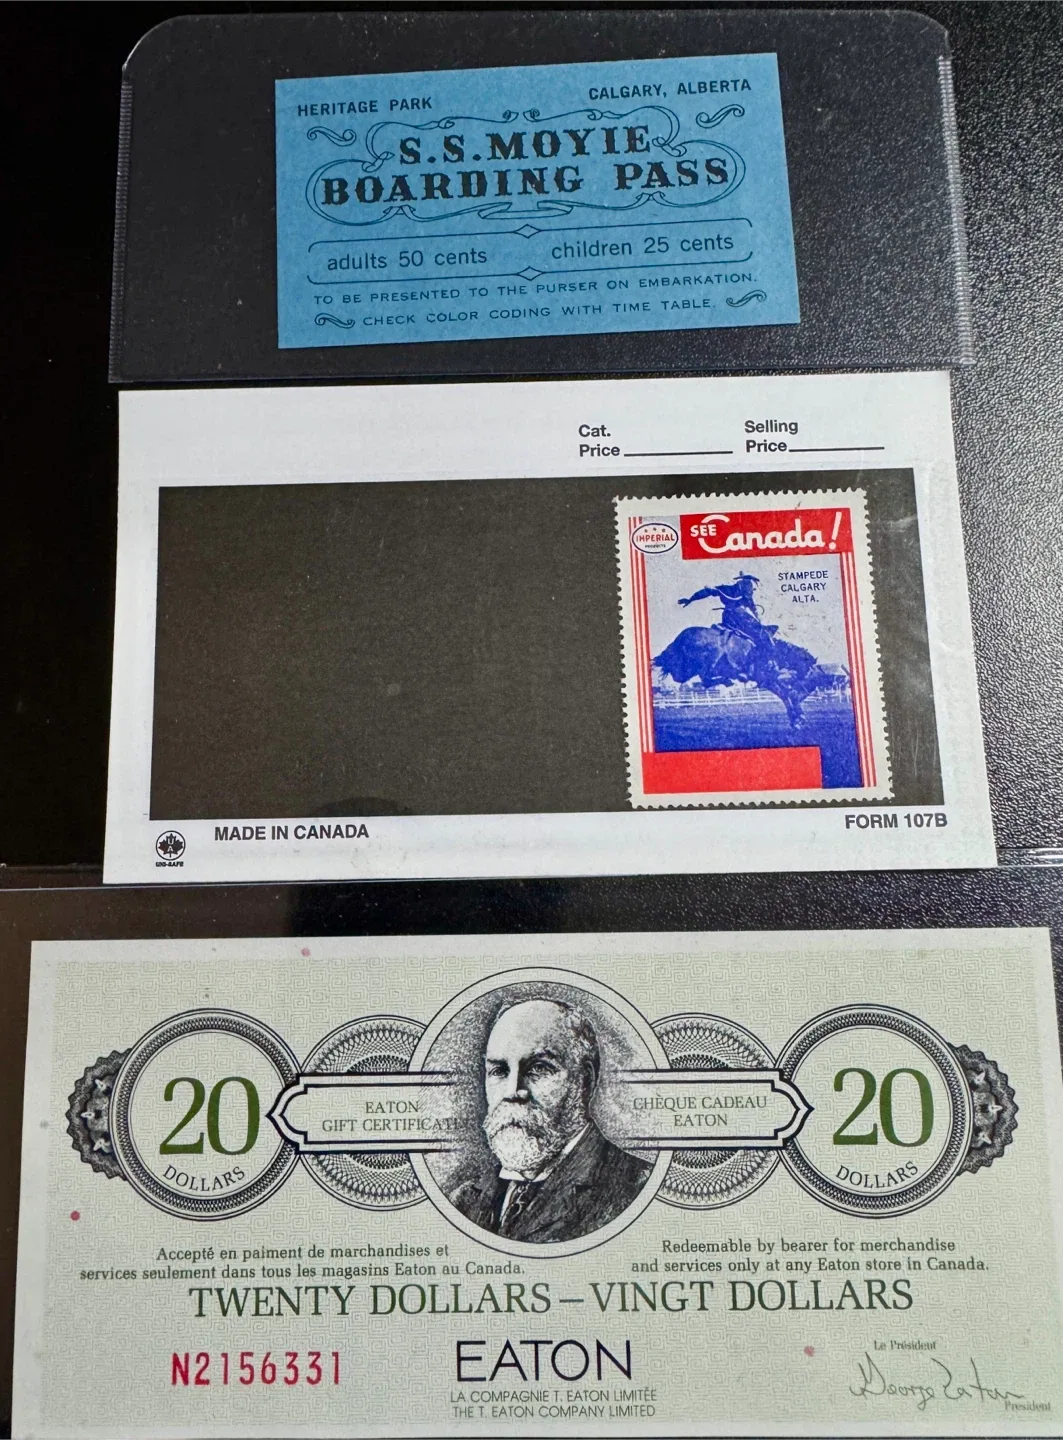 HERITAGE PARK CALGARY, ALBERTA
S.S. MOYIE
BOARDING PASS
adults 50 cents children 25 cents
TO BE PRESENTED TO THE PURSER ON EMBARKATION.
CHECK COLOR CODING WITH TIME TABLE.
Cat. Price Selling Price
IMPERIAL
PRODUCTS
SEE Canada!
STAMPEDE
CALGARY
ALTA.
UNI-SAFE
MADE IN CANADA
FORM 107B
20
DOLLARS
EATON
GIFT CERTIFICAT
CHÈQUE CADEAU
EATON
20
DOLLARS
Accepté en paiment de marchandises et
services seulement dans tous les magasins Eaton au Canada.
Redeemable by bearer for merchandise
and services only at any Eaton store in Canada.
TWENTY DOLLARS – VINGT DOLLARS
N2156331
EATON
LA COMPAGNIE T. EATON LIMITÉE
THE T. EATON COMPANY LIMITED
Le Président
George Eaton
President